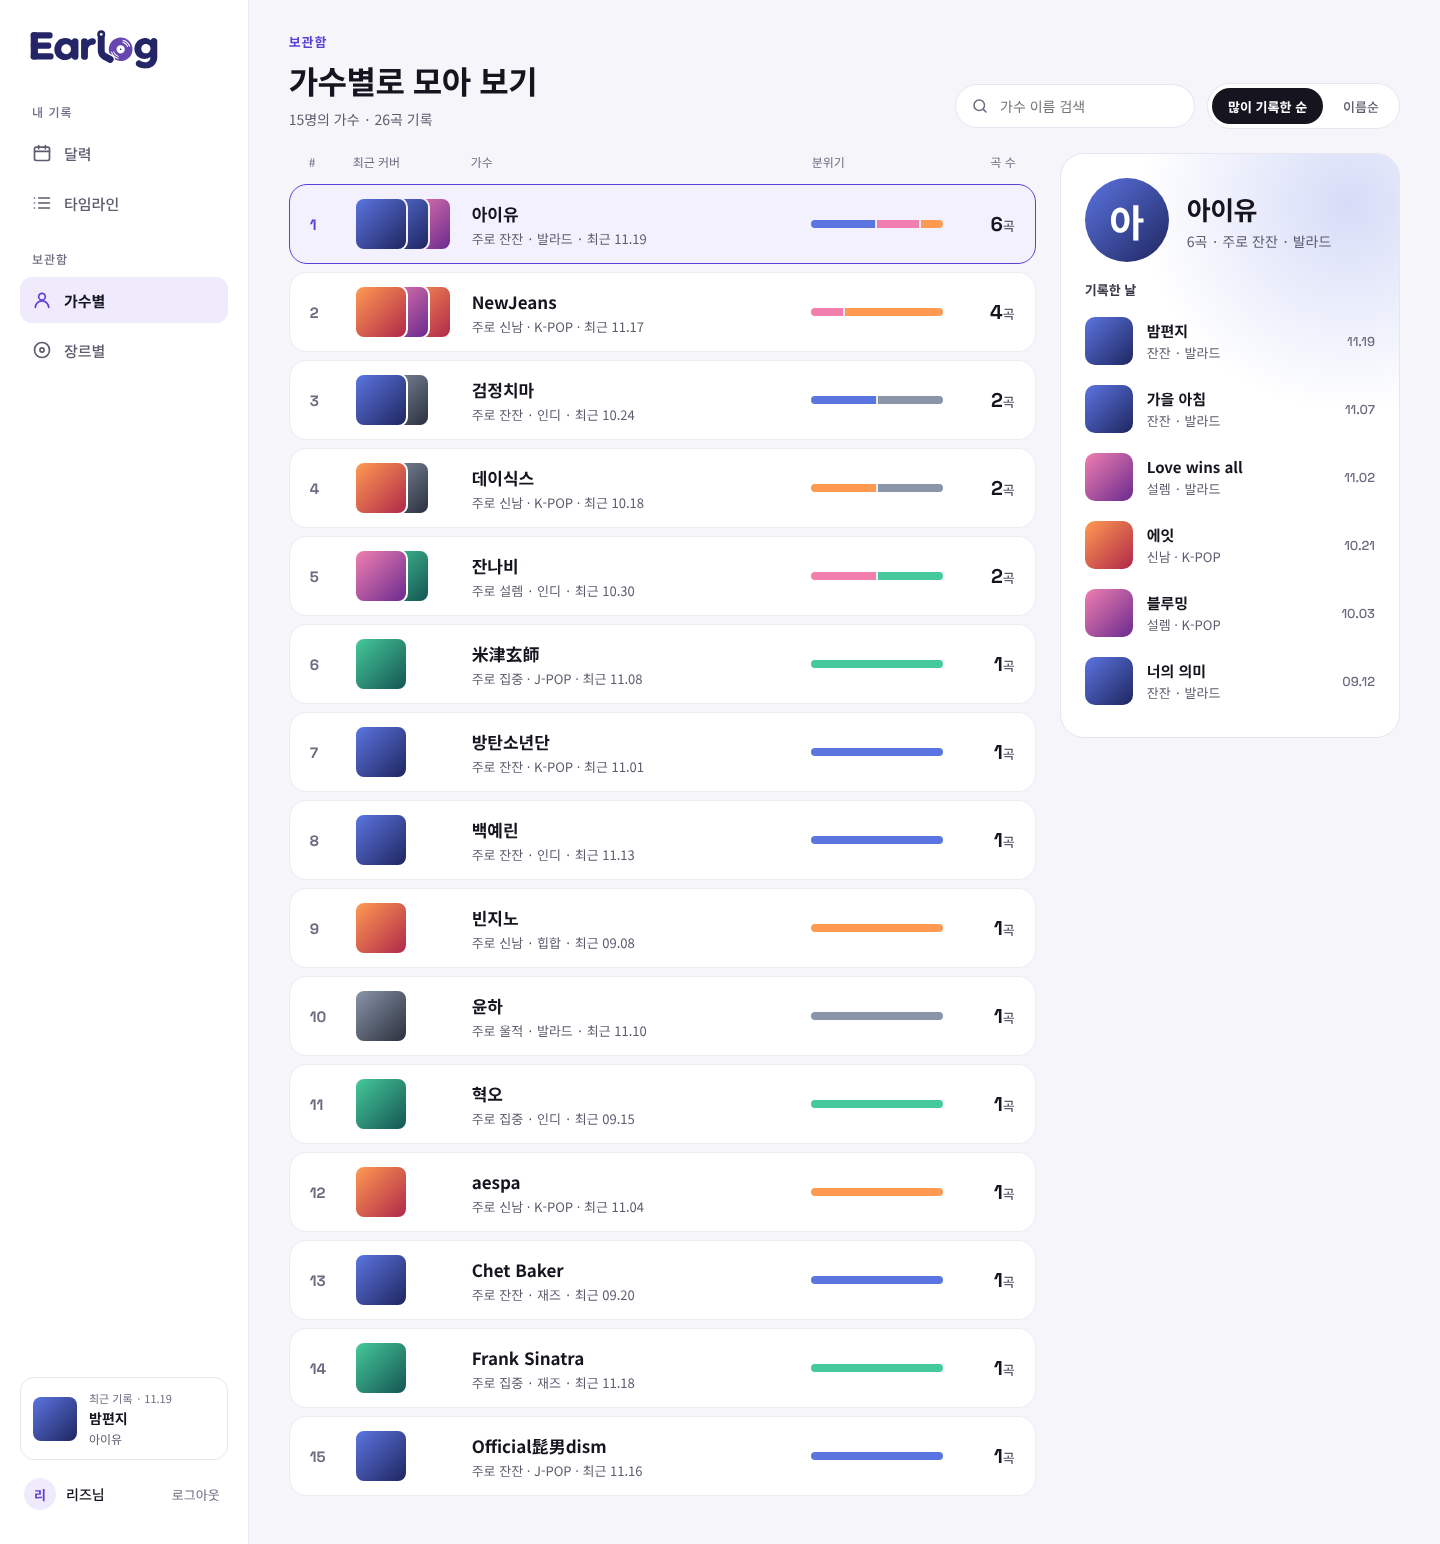 Earlog
내 기록
달력
타임라인
보관함
가수별
장르별
최근 기록 · 11.19
밤편지
아이유
리
리즈님
로그아웃
보관함
가수별로 모아 보기
15명의 가수 · 26곡 기록
가수 이름 검색
많이 기록한 순
이름순
#
최근 커버
가수
분위기
곡 수
1
아이유
주로 잔잔 · 발라드 · 최근 11.19
6곡
2
NewJeans
주로 신남 · K-POP · 최근 11.17
4곡
3
검정치마
주로 잔잔 · 인디 · 최근 10.24
2곡
4
데이식스
주로 신남 · K-POP · 최근 10.18
2곡
5
잔나비
주로 설렘 · 인디 · 최근 10.30
2곡
6
米津玄師
주로 집중 · J-POP · 최근 11.08
1곡
7
방탄소년단
주로 잔잔 · K-POP · 최근 11.01
1곡
8
백예린
주로 잔잔 · 인디 · 최근 11.13
1곡
9
빈지노
주로 신남 · 힙합 · 최근 09.08
1곡
10
윤하
주로 울적 · 발라드 · 최근 11.10
1곡
11
혁오
주로 집중 · 인디 · 최근 09.15
1곡
12
aespa
주로 신남 · K-POP · 최근 11.04
1곡
13
Chet Baker
주로 잔잔 · 재즈 · 최근 09.20
1곡
14
Frank Sinatra
주로 집중 · 재즈 · 최근 11.18
1곡
15
Official髭男dism
주로 잔잔 · J-POP · 최근 11.16
1곡
아
아이유
6곡 · 주로 잔잔 · 발라드
기록한 날
밤편지
잔잔 · 발라드
11.19
가을 아침
잔잔 · 발라드
11.07
Love wins all
설렘 · 발라드
11.02
에잇
신남 · K-POP
10.21
블루밍
설렘 · K-POP
10.03
너의 의미
잔잔 · 발라드
09.12